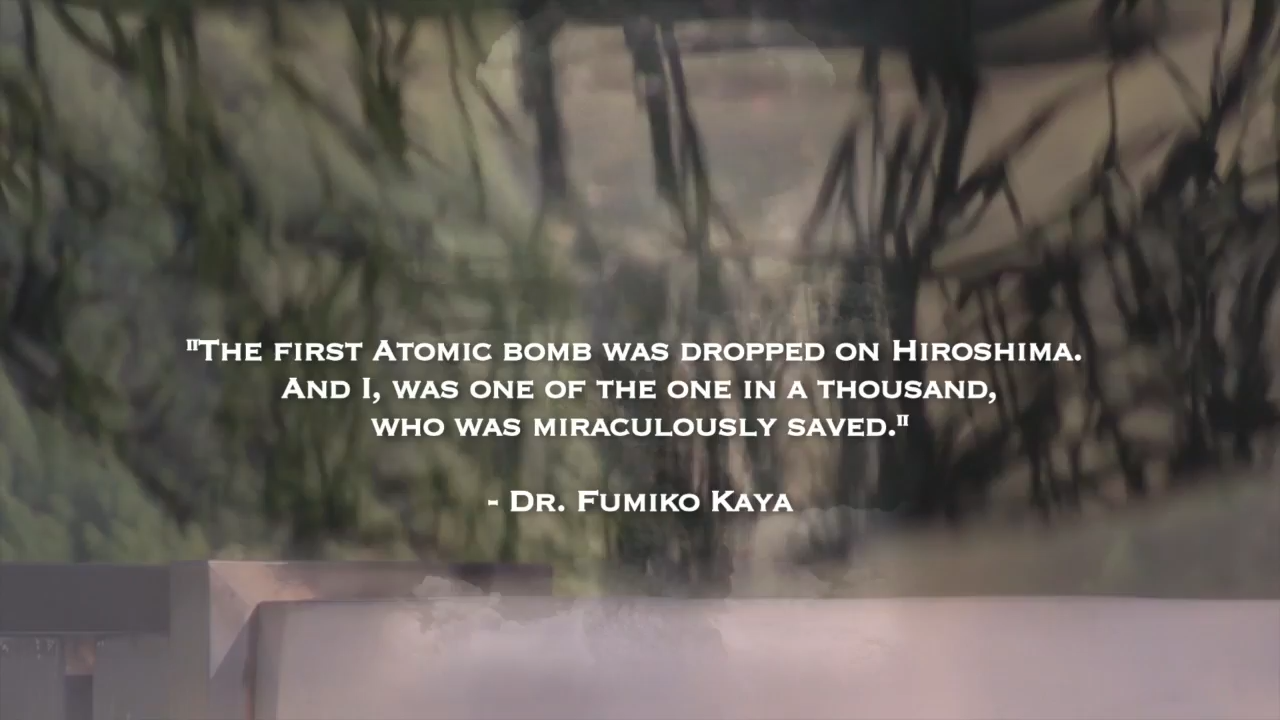 "The first Atomic bomb was dropped on Hiroshima.
And I, was one of the one in a thousand,
who was miraculously saved."
- Dr. Fumiko Kaya